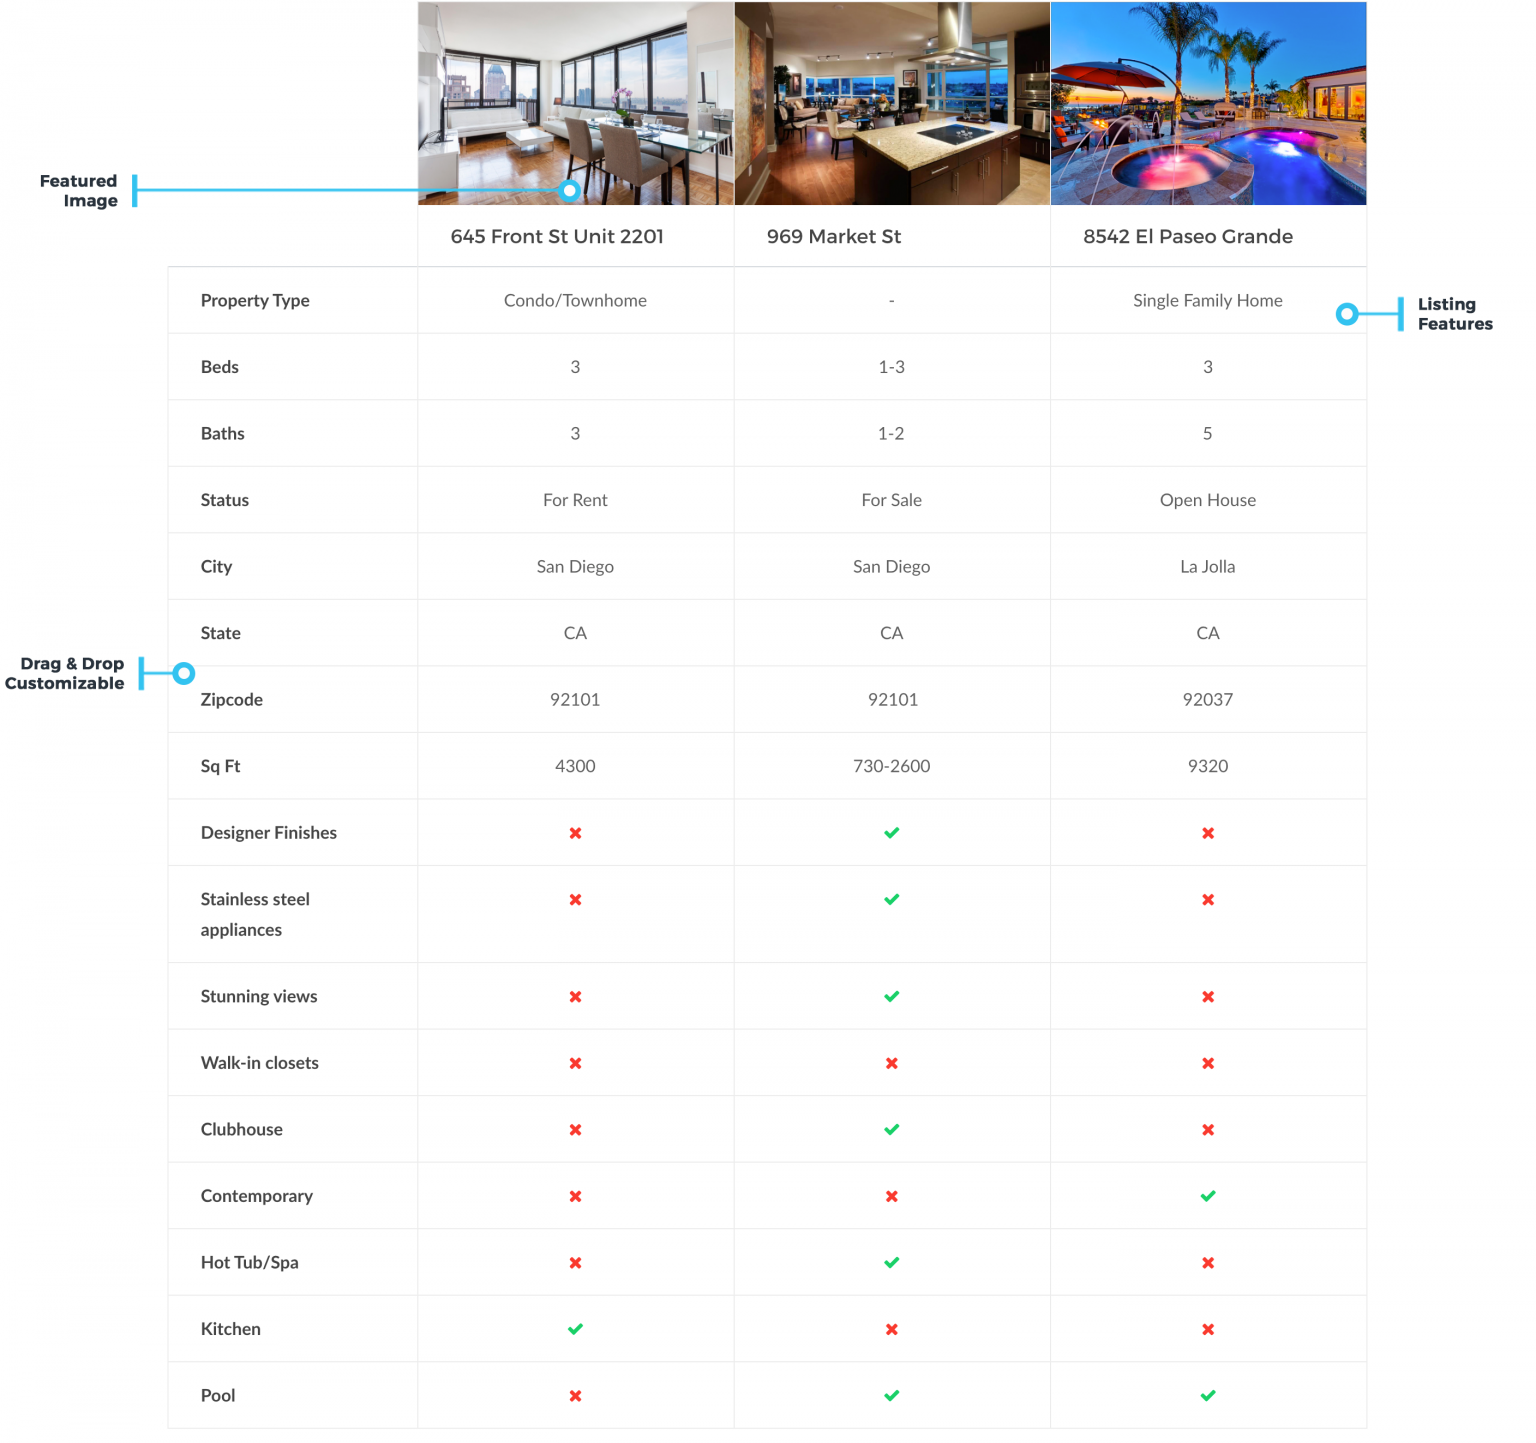 Featured
Image
645 Front St Unit 2201 969 Market St 8542 El Paseo Grande
Property Type Condo/Townhome - Single Family Home
Listing
Features
Beds 3 1-3 3
Baths 3 1-2 5
Status For Rent For Sale Open House
City San Diego San Diego La Jolla
State CA CA CA
Drag & Drop
Customizable
Zipcode 92101 92101 92037
Sq Ft 4300 730-2600 9320
Designer Finishes
Stainless steel
appliances
Stunning views
Walk-in closets
Clubhouse
Contemporary
Hot Tub/Spa
Kitchen
Pool